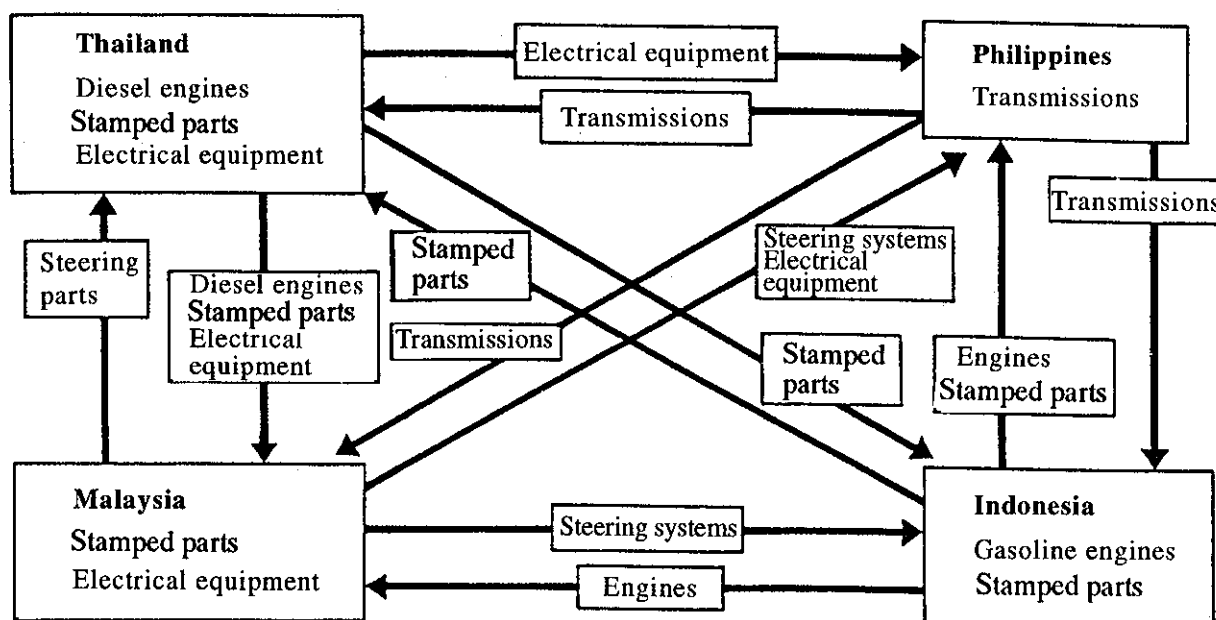 Thailand
Diesel engines
Stamped parts
Electrical equipment
Electrical equipment
Transmissions
Philippines
Transmissions
Transmissions
Steering
parts
Diesel engines
Stamped parts
Electrical
equipment
Stamped
parts
Transmissions
Steering systems
Electrical
equipment
Stamped
parts
Engines
Stamped parts
Malaysia
Stamped parts
Electrical equipment
Steering systems
Engines
Indonesia
Gasoline engines
Stamped parts